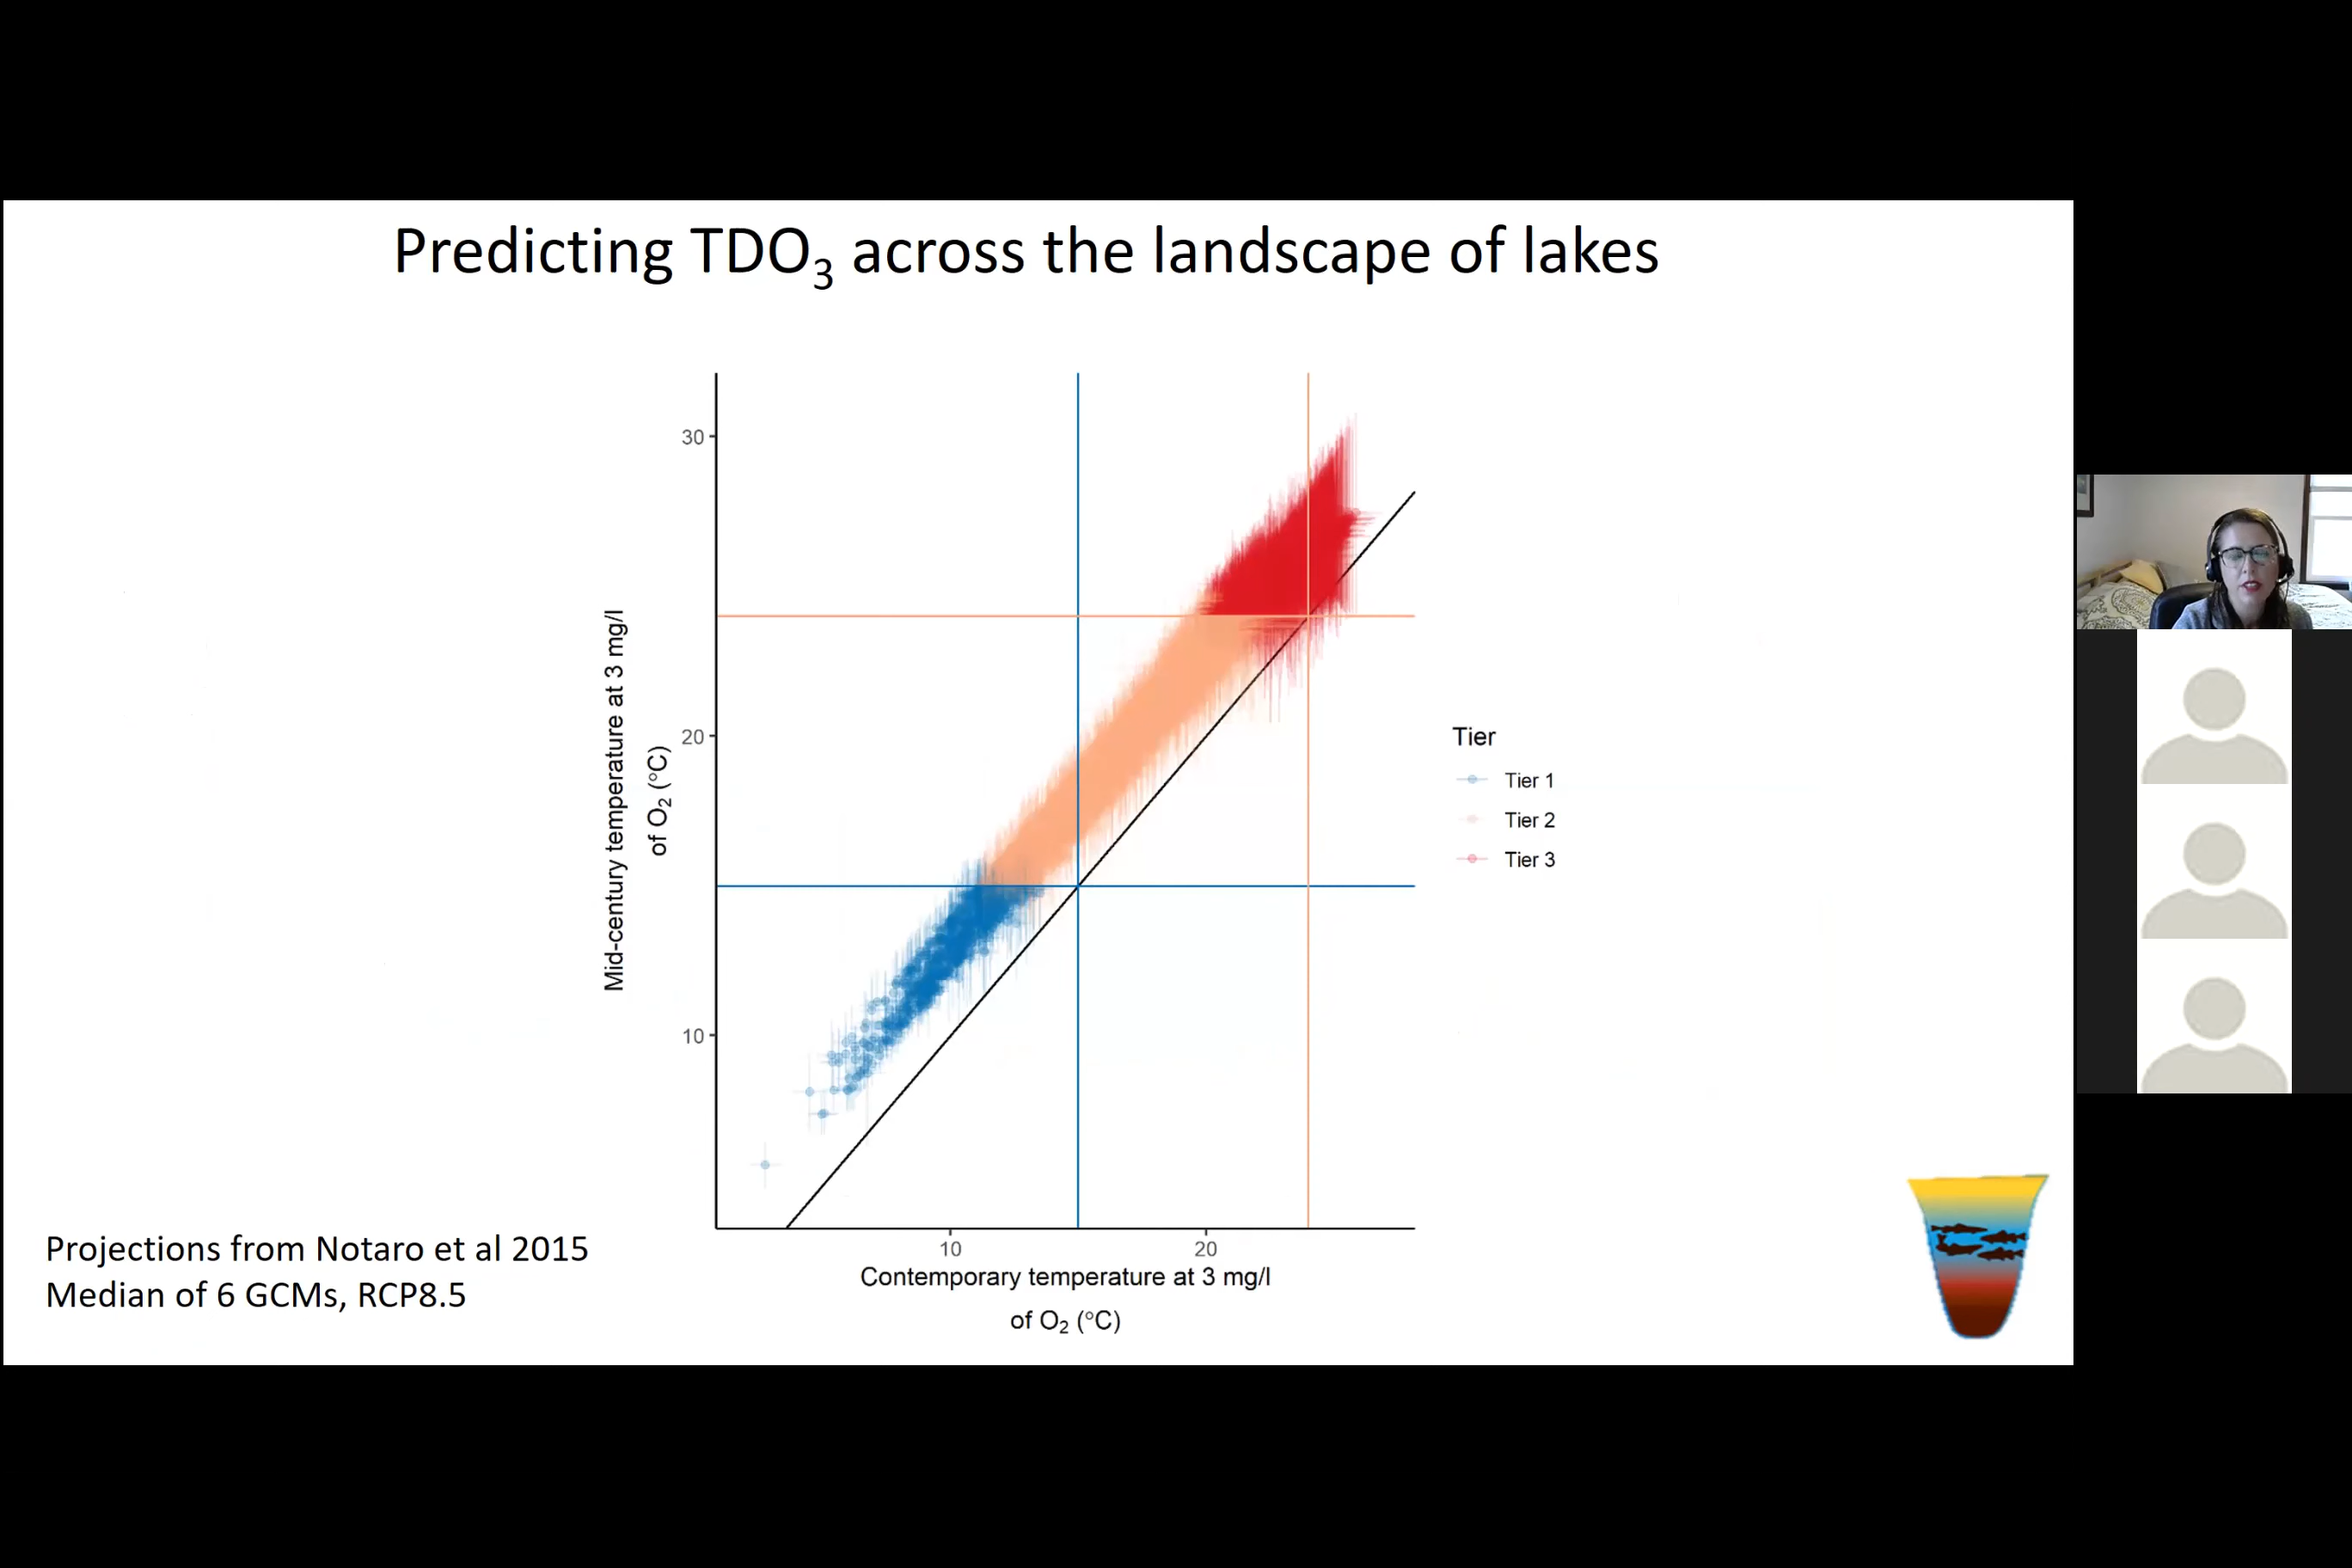 Predicting TDO₃ across the landscape of lakes
30
20
10
Mid-century temperature at 3 mg/l
of O₂ (°C)
10 20
Contemporary temperature at 3 mg/l
of O₂ (°C)
Tier
Tier 1
Tier 2
Tier 3
Projections from Notaro et al 2015
Median of 6 GCMs, RCP8.5